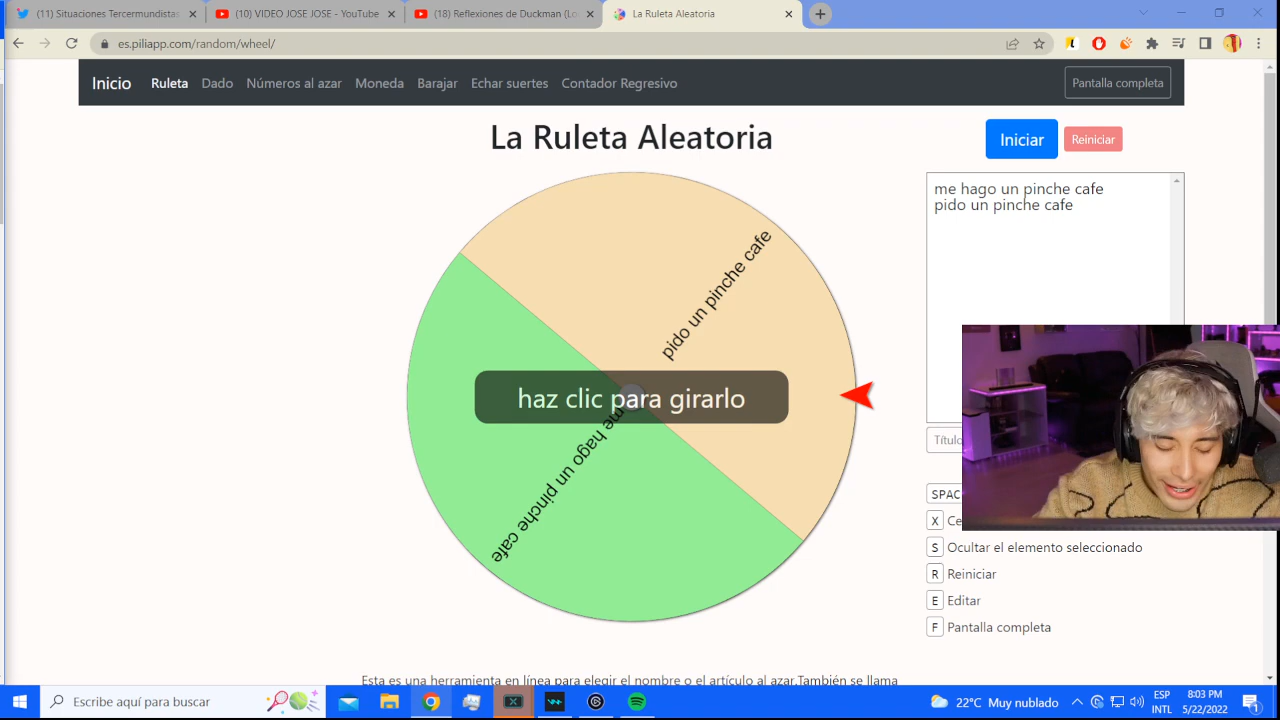 (11) Situaciones Tercermundistas
(10) VIDEO JOSE JOSE - YouTube
(18) Reflexiones de Duckman (Lo
La Ruleta Aleatoria
es.piliapp.com/random/wheel/
Inicio Ruleta Dado Números al azar Moneda Barajar Echar suertes Contador Regresivo Pantalla completa
La Ruleta Aleatoria
Iniciar Reiniciar
me hago un pinche cafe
pido un pinche cafe
pido un pinche cafe
haz clic para girarlo
me hago un pinche cafe
Título
SPAC
X Ce
S Ocultar el elemento seleccionado
R Reiniciar
E Editar
F Pantalla completa
Esta es una herramienta en línea para elegir el nombre o el artículo al azar.También se llama
Escribe aquí para buscar
22°C Muy nublado
ESP
INTL
8:03 PM
5/22/2022
1